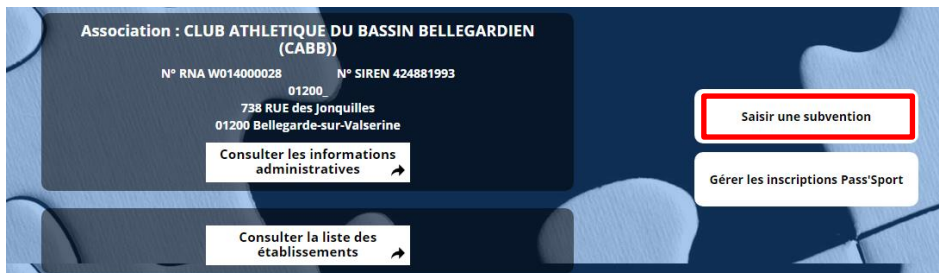 Association : CLUB ATHLETIQUE DU BASSIN BELLEGARDIEN
(CABB))
N° RNA W014000028 N° SIREN 424881993
01200_
738 RUE des Jonquilles
01200 Bellegarde-sur-Valserine
Consulter les informations
administratives
Saisir une subvention
Gérer les inscriptions Pass'Sport
Consulter la liste des
établissements